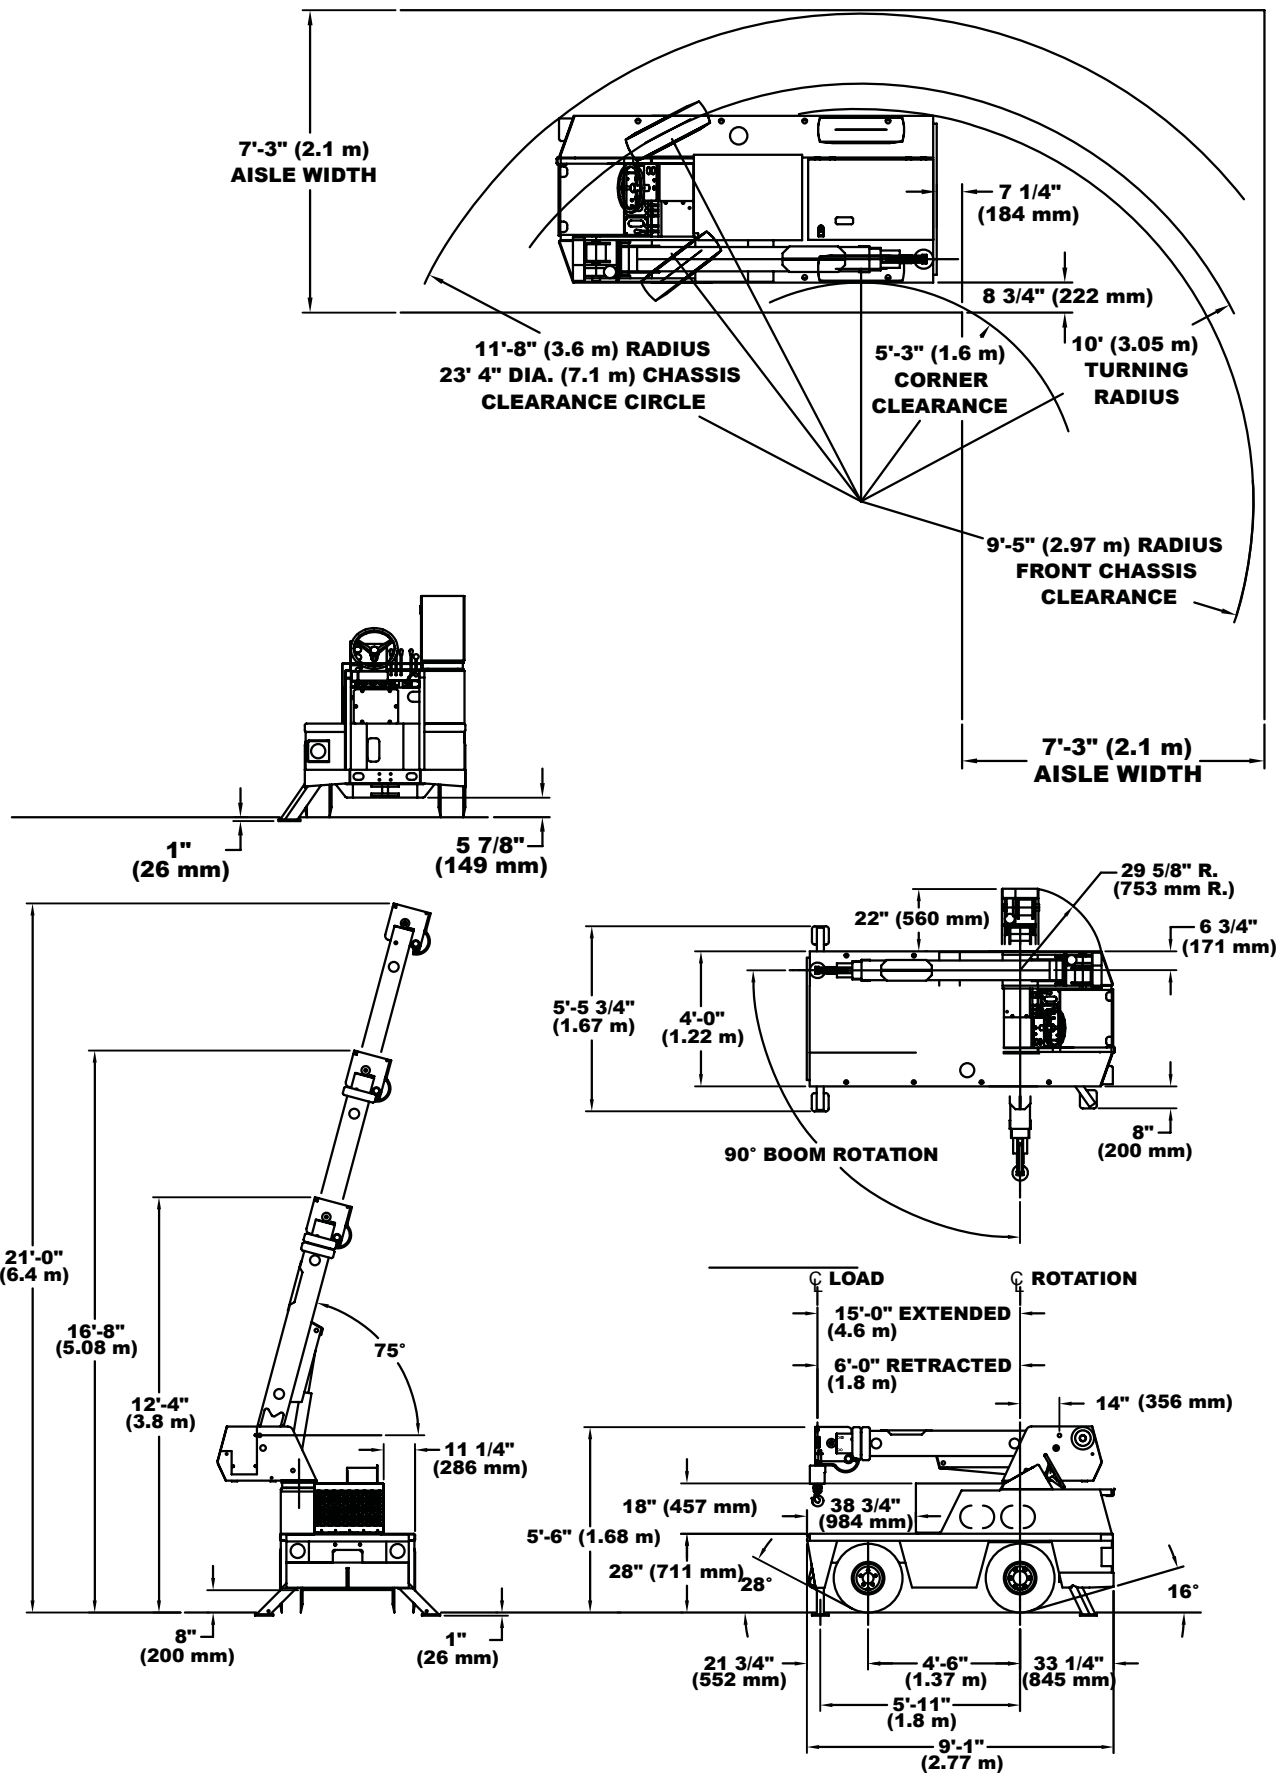 7'-3" (2.1 m)
AISLE WIDTH
7 1/4"
(184 mm)
8 3/4" (222 mm)
11'-8" (3.6 m) RADIUS
23' 4" DIA. (7.1 m) CHASSIS
CLEARANCE CIRCLE
5'-3" (1.6 m)
CORNER
CLEARANCE
10' (3.05 m)
TURNING
RADIUS
9'-5" (2.97 m) RADIUS
FRONT CHASSIS
CLEARANCE
7'-3" (2.1 m)
AISLE WIDTH
1"
(26 mm)
5 7/8"
(149 mm)
29 5/8" R.
(753 mm R.)
22" (560 mm)
6 3/4"
(171 mm)
5'-5 3/4"
(1.67 m)
4'-0"
(1.22 m)
8"
(200 mm)
90° BOOM ROTATION
21'-0"
(6.4 m)
16'-8"
(5.08 m)
12'-4"
(3.8 m)
75°
11 1/4"
(286 mm)
8"
(200 mm)
1"
(26 mm)
℄ LOAD
℄ ROTATION
15'-0" EXTENDED
(4.6 m)
6'-0" RETRACTED
(1.8 m)
14" (356 mm)
18" (457 mm)
38 3/4"
(984 mm)
5'-6" (1.68 m)
28" (711 mm)
28°
16°
21 3/4"
(552 mm)
4'-6"
(1.37 m)
33 1/4"
(845 mm)
5'-11"
(1.8 m)
9'-1"
(2.77 m)